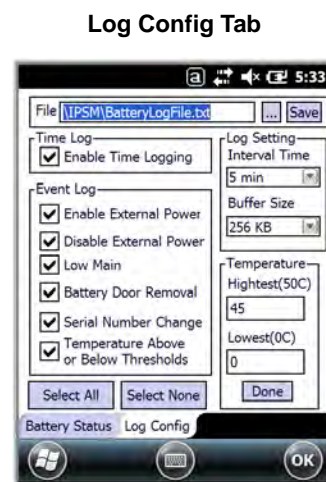 Log Config Tab
a 5:33
File \IPSM\BatteryLogFile.txt ... Save
Time Log
Enable Time Logging
Event Log
Enable External Power
Disable External Power
Low Main
Battery Door Removal
Serial Number Change
Temperature Above
or Below Thresholds
Log Setting
Interval Time
5 min
Buffer Size
256 KB
Temperature
Hightest(50C)
45
Lowest(0C)
0
Select All Select None Done
Battery Status Log Config
OK